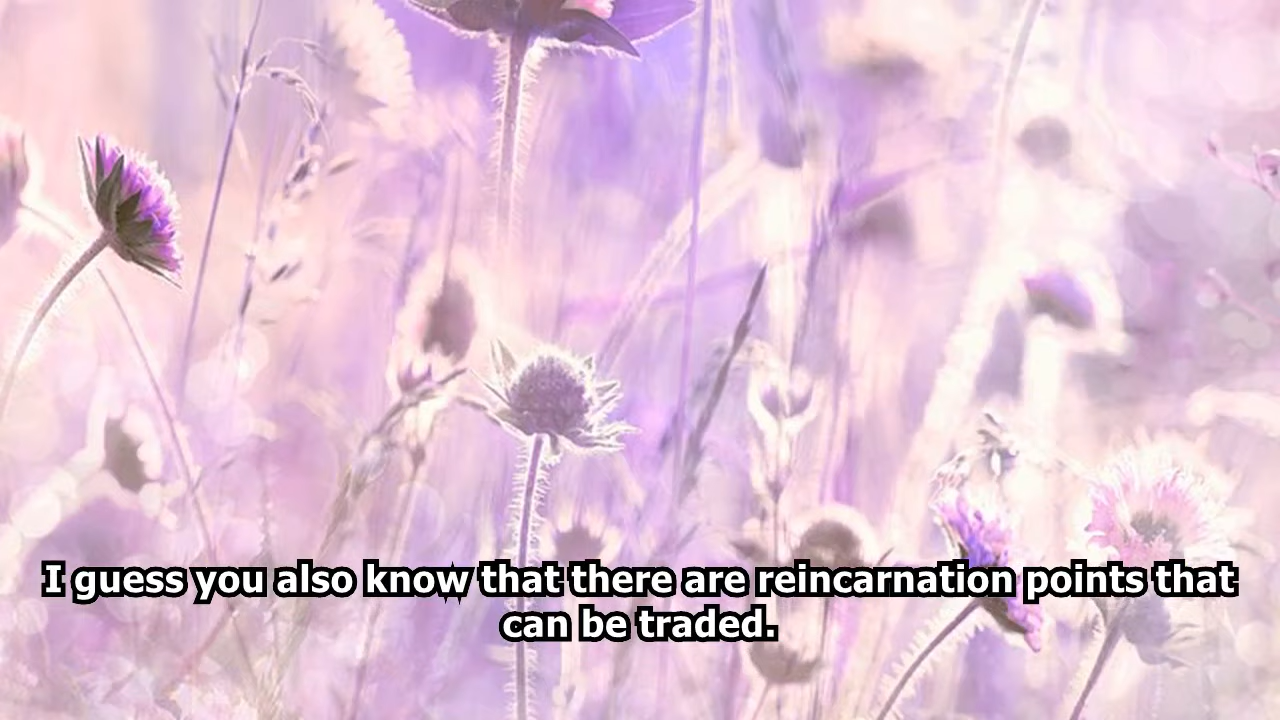 I guess you also know that there are reincarnation points that
can be traded.